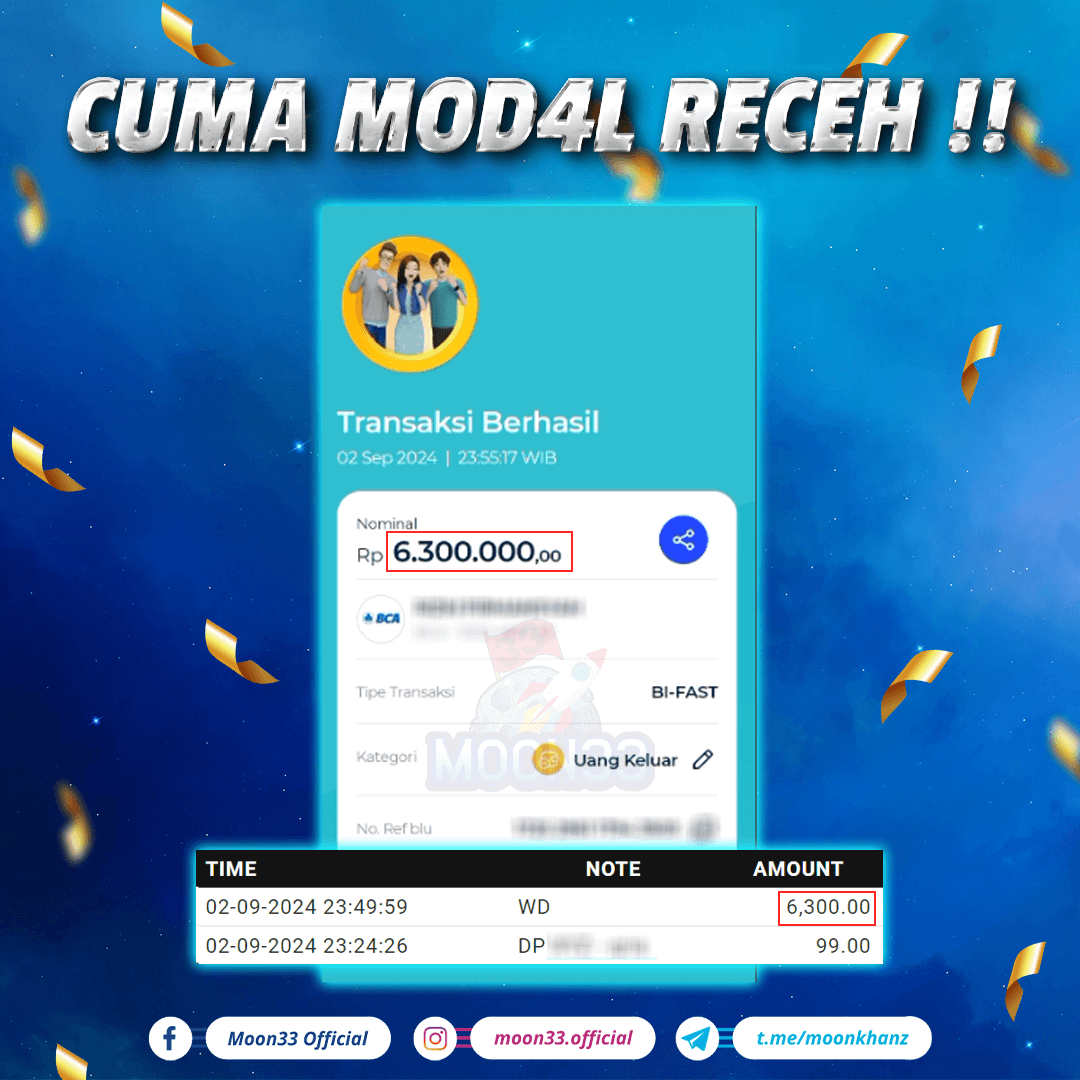 CUMA MOD4L RECEH !!
Transaksi Berhasil
02 Sep 2024 | 23:55:17 WIB
Nominal
Rp 6.300.000,00
BCA
33
Tipe Transaksi BI-FAST
MOON33
Kategori Uang Keluar
No. Ref blu
TIME NOTE AMOUNT
02-09-2024 23:49:59 WD 6,300.00
02-09-2024 23:24:26 DP 99.00
Moon33 Official moon33.official t.me/moonkhanz